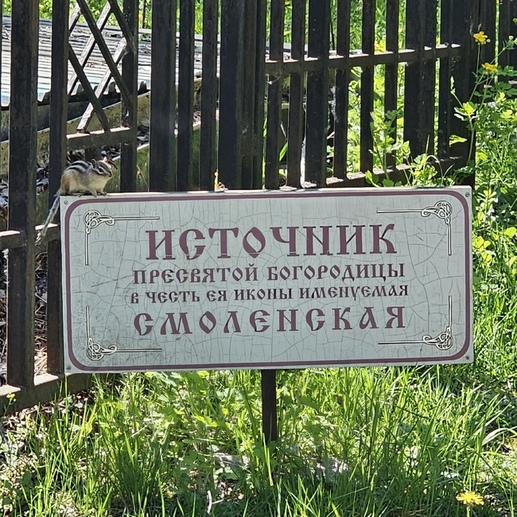 ИСТОЧНИК
ПРЕСВЯТОЙ БОГОРОДИЦЫ
В ЧЕСТЬ ЕЯ ИКОНЫ ИМЕНУЕМАЯ
СМОЛЕНСКАЯ